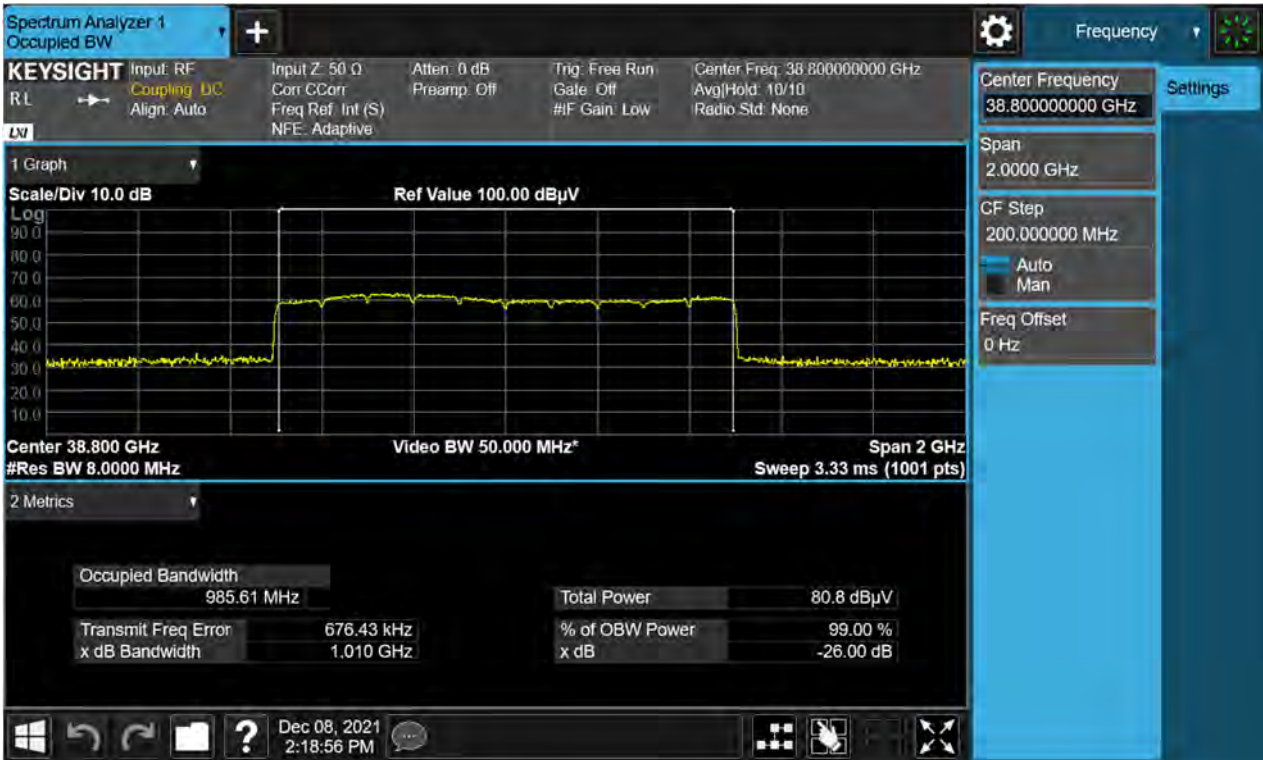 Spectrum Analyzer 1
Occupied BW
+
Frequency
KEYSIGHT
R L
LXI
Input: RF
Coupling: DC
Align: Auto
Input Z: 50 Ω
Corr CCorr
Freq Ref: Int (S)
NFE: Adaptive
Atten: 0 dB
Preamp: Off
Trig: Free Run
Gate: Off
#IF Gain: Low
Center Freq: 38.800000000 GHz
Avg|Hold: 10/10
Radio Std: None
Center Frequency
38.800000000 GHz
Settings
Span
2.0000 GHz
CF Step
200.000000 MHz
Auto
Man
Freq Offset
0 Hz
1 Graph
Scale/Div 10.0 dB
Ref Value 100.00 dBµV
Log
90.0
80.0
70.0
60.0
50.0
40.0
30.0
20.0
10.0
Center 38.800 GHz
Video BW 50.000 MHz*
Span 2 GHz
#Res BW 8.0000 MHz
Sweep 3.33 ms (1001 pts)
2 Metrics
Occupied Bandwidth
985.61 MHz
Total Power 80.8 dBµV
Transmit Freq Error 676.43 kHz
% of OBW Power 99.00 %
x dB Bandwidth 1.010 GHz
x dB -26.00 dB
?
Dec 08, 2021
2:18:56 PM